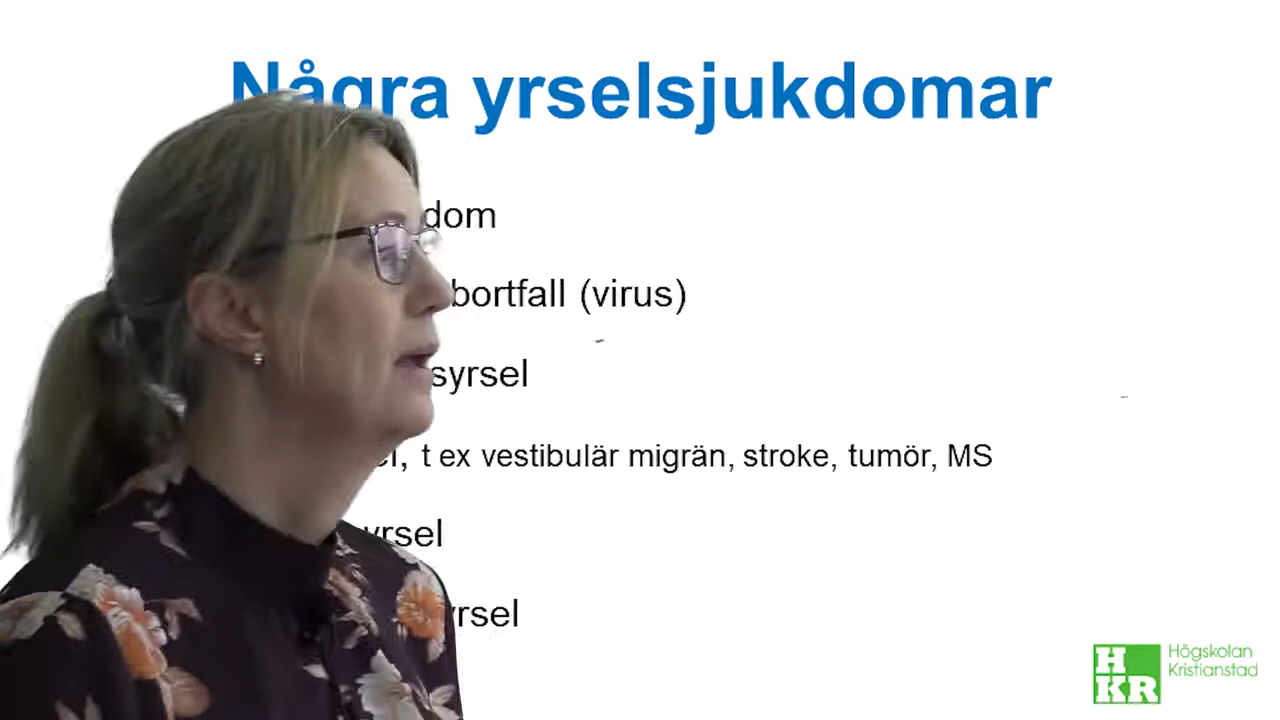 Några yrselsjukdomar
dom
bortfall (virus)
syrsel
, t ex vestibulär migrän, stroke, tumör, MS
yrsel
yrsel
HKR Högskolan
Kristianstad